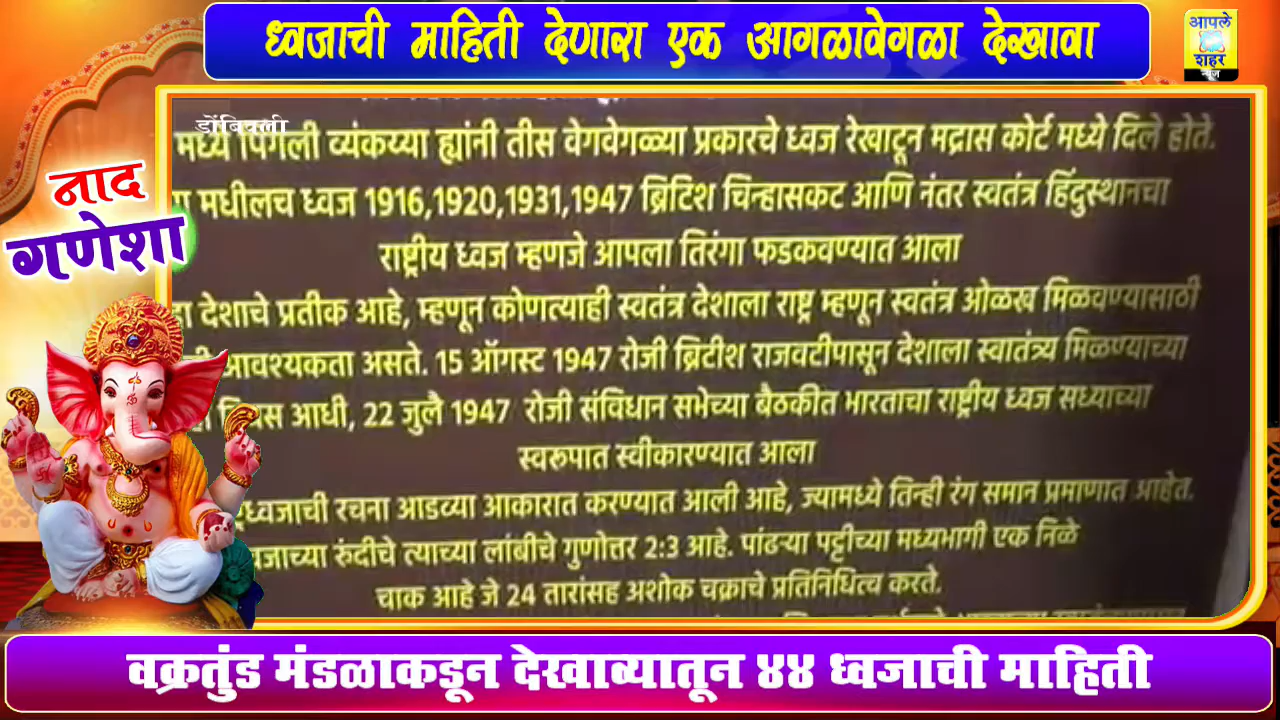 ध्वजाची माहिती देणारा एक आगळावेगळा देखावा
आपले
शहर
न्यूज
डोंबिवली
नाद
गणेशा
मध्ये पिंगली व्यंकय्या ह्यांनी तीस वेगवेगळ्या प्रकारचे ध्वज रेखाटून मद्रास कोर्ट मध्ये दिले होते.
मधीलच ध्वज 1916,1920,1931,1947 ब्रिटिश चिन्हासकट आणि नंतर स्वतंत्र हिंदुस्थानचा
राष्ट्रीय ध्वज म्हणजे आपला तिरंगा फडकवण्यात आला
देशाचे प्रतीक आहे, म्हणून कोणत्याही स्वतंत्र देशाला राष्ट्र म्हणून स्वतंत्र ओळख मिळवण्यासाठी
आवश्यकता असते. 15 ऑगस्ट 1947 रोजी ब्रिटीश राजवटीपासून देशाला स्वातंत्र्य मिळण्याच्या
आधी, 22 जुलै 1947 रोजी संविधान सभेच्या बैठकीत भारताचा राष्ट्रीय ध्वज सध्याच्या
स्वरूपात स्वीकारण्यात आला
रचना आडव्या आकारात करण्यात आली आहे, ज्यामध्ये तिन्ही रंग समान प्रमाणात आहेत.
रुंदीचे त्याच्या लांबीचे गुणोत्तर 2:3 आहे. पांढऱ्या पट्टीच्या मध्यभागी एक निळे
चाक आहे जे 24 तारांसह अशोक चक्राचे प्रतिनिधित्व करते.
वक्रतुंड मंडळाकडून देखाव्यातून ४४ ध्वजाची माहिती